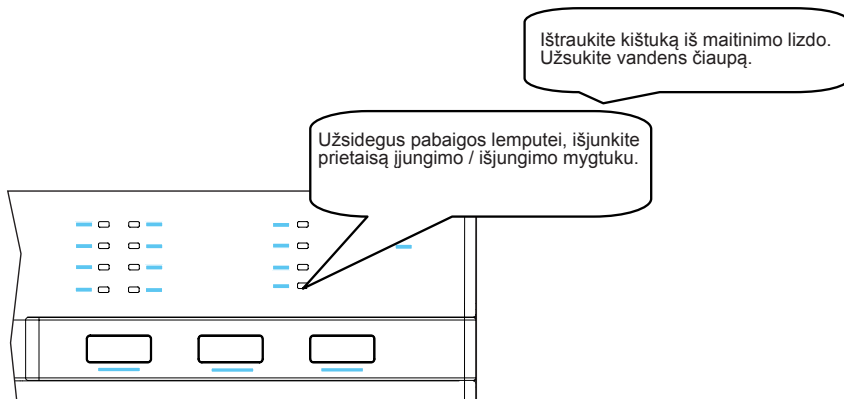 Ištraukite kištuką iš maitinimo lizdo.
Užsukite vandens čiaupą.
Užsidegus pabaigos lemputei, išjunkite
prietaisą įjungimo / išjungimo mygtuku.